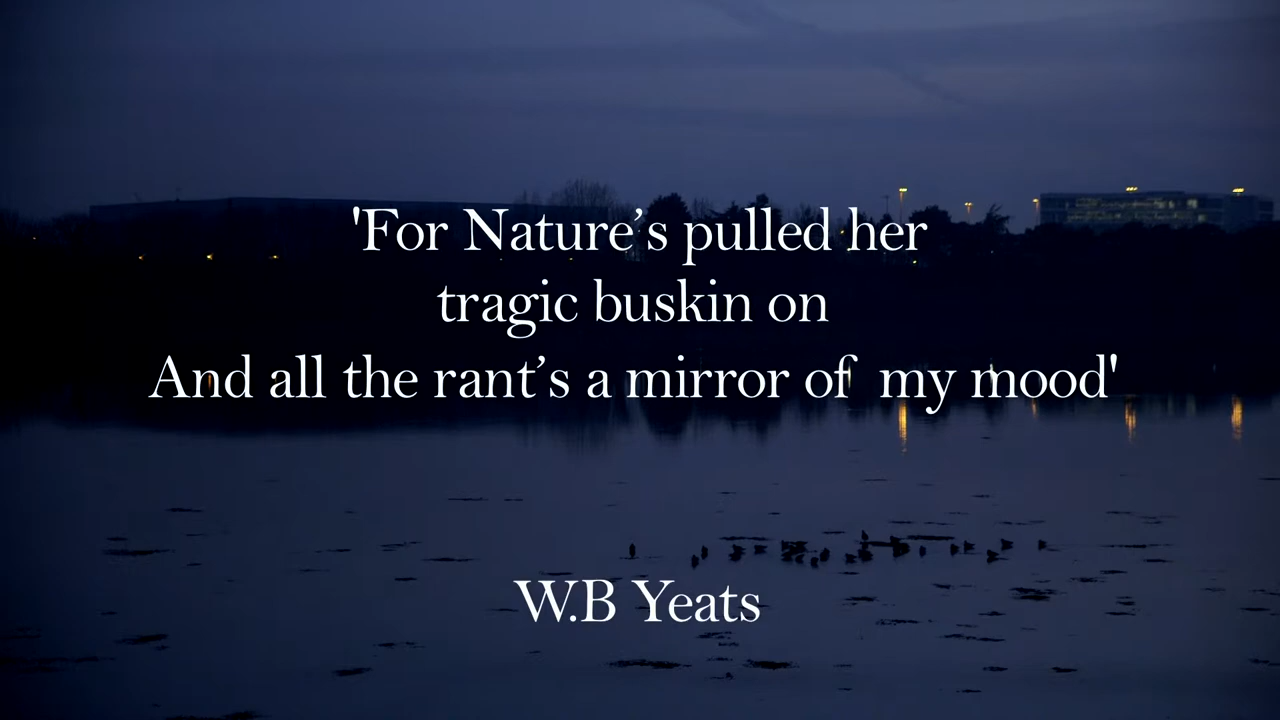 'For Nature’s pulled her
tragic buskin on
And all the rant’s a mirror of my mood'
W.B Yeats